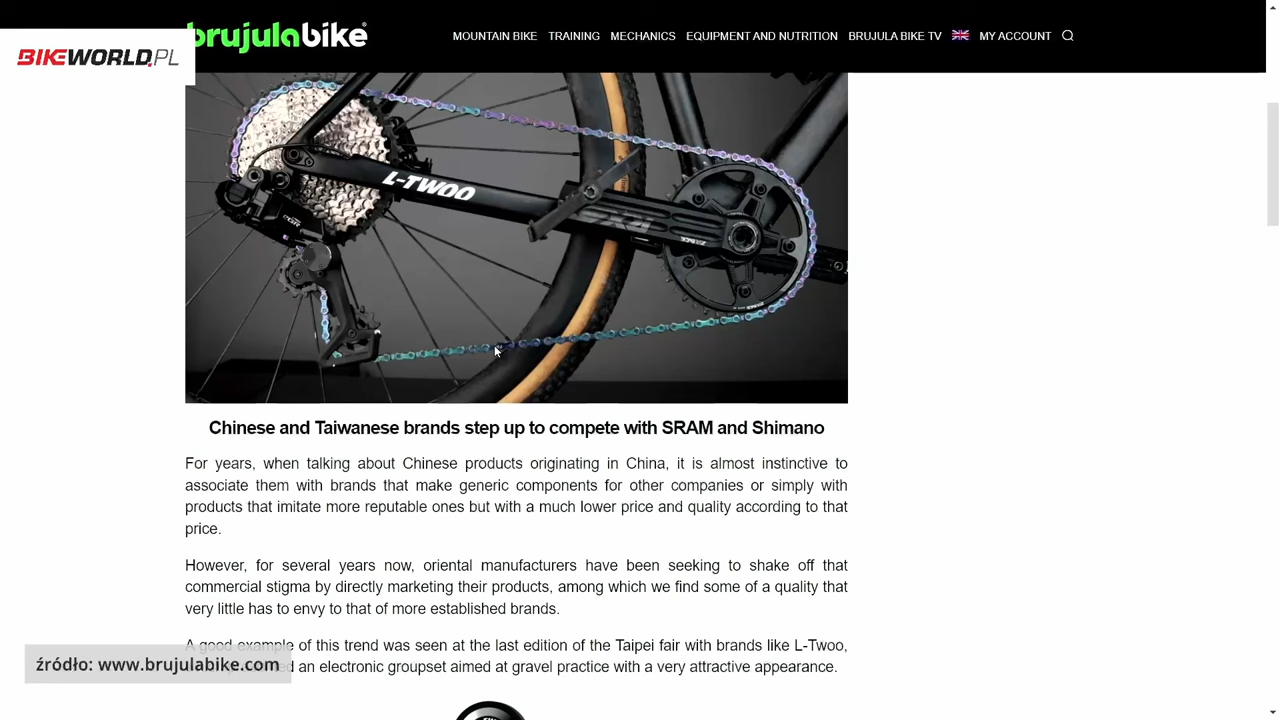 brujulabike
MOUNTAIN BIKE TRAINING MECHANICS EQUIPMENT AND NUTRITION BRUJULA BIKE TV MY ACCOUNT
BIKEWORLD.PL
L-TWOO
Chinese and Taiwanese brands step up to compete with SRAM and Shimano
For years, when talking about Chinese products originating in China, it is almost instinctive to
associate them with brands that make generic components for other companies or simply with
products that imitate more reputable ones but with a much lower price and quality according to that
price.
However, for several years now, oriental manufacturers have been seeking to shake off that
commercial stigma by directly marketing their products, among which we find some of a quality that
very little has to envy to that of more established brands.
A good example of this trend was seen at the last edition of the Taipei fair with brands like L-Twoo,
an electronic groupset aimed at gravel practice with a very attractive appearance.
źródło: www.brujulabike.com